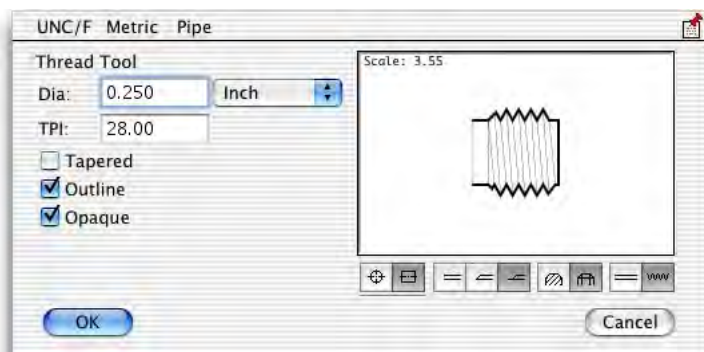 UNC/F Metric Pipe
Thread Tool
Dia: 0.250 Inch
TPI: 28.00
Tapered
Outline
Opaque
Scale: 3.55
OK
Cancel